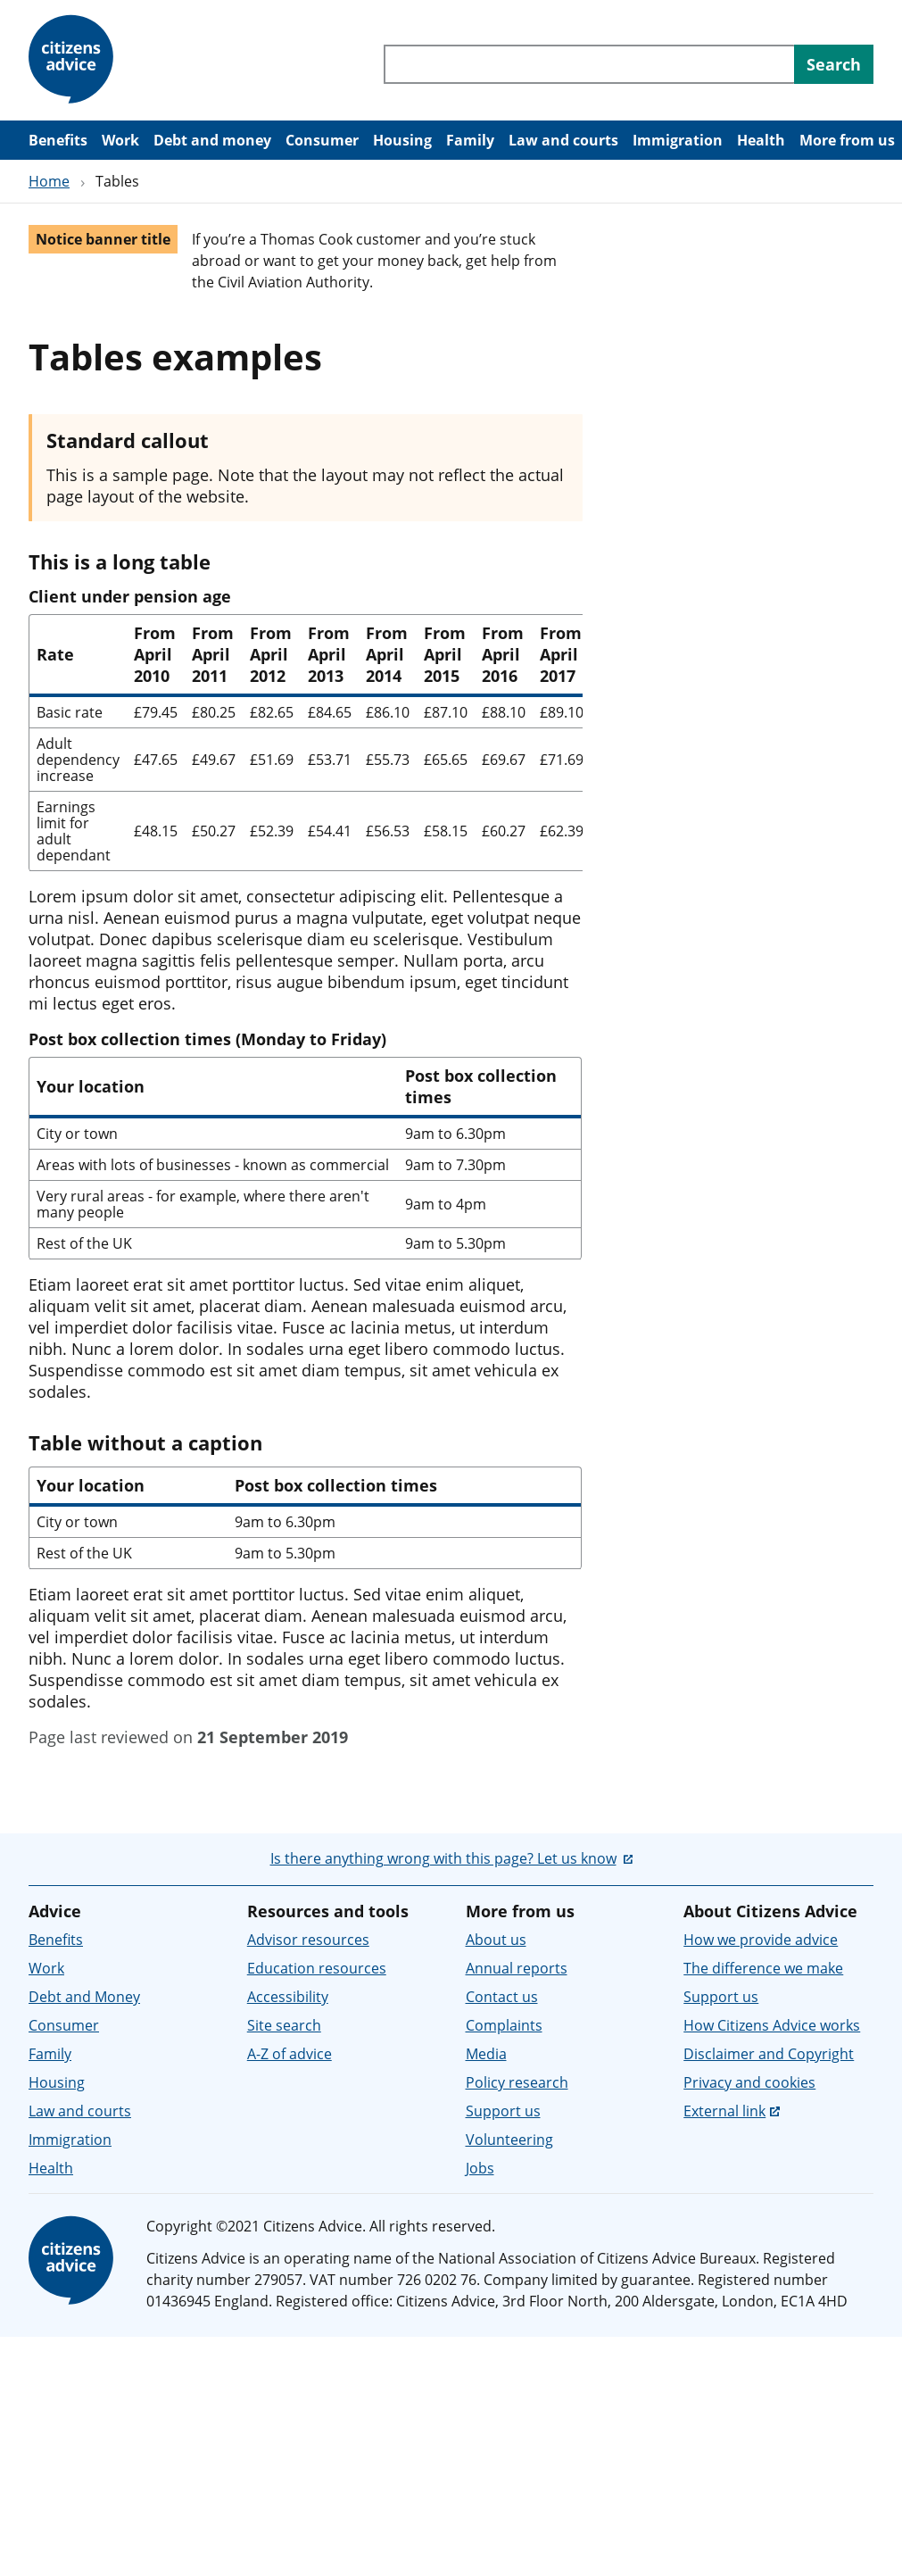 citizens
advice
Search
Benefits Work Debt and money Consumer Housing Family Law and courts Immigration Health More from us
Home › Tables
Notice banner title
If you’re a Thomas Cook customer and you’re stuck
abroad or want to get your money back, get help from
the Civil Aviation Authority.
Tables examples
Standard callout
This is a sample page. Note that the layout may not reflect the actual
page layout of the website.
This is a long table
Client under pension age
Rate From April 2010 From April 2011 From April 2012 From April 2013 From April 2014 From April 2015 From April 2016 From April 2017
Basic rate £79.45 £80.25 £82.65 £84.65 £86.10 £87.10 £88.10 £89.10
Adult dependency increase £47.65 £49.67 £51.69 £53.71 £55.73 £65.65 £69.67 £71.69
Earnings limit for adult dependant £48.15 £50.27 £52.39 £54.41 £56.53 £58.15 £60.27 £62.39
Lorem ipsum dolor sit amet, consectetur adipiscing elit. Pellentesque a
urna nisl. Aenean euismod purus a magna vulputate, eget volutpat neque
volutpat. Donec dapibus scelerisque diam eu scelerisque. Vestibulum
laoreet magna sagittis felis pellentesque semper. Nullam porta, arcu
rhoncus euismod porttitor, risus augue bibendum ipsum, eget tincidunt
mi lectus eget eros.
Post box collection times (Monday to Friday)
Your location Post box collection times
City or town 9am to 6.30pm
Areas with lots of businesses - known as commercial 9am to 7.30pm
Very rural areas - for example, where there aren't many people 9am to 4pm
Rest of the UK 9am to 5.30pm
Etiam laoreet erat sit amet porttitor luctus. Sed vitae enim aliquet,
aliquam velit sit amet, placerat diam. Aenean malesuada euismod arcu,
vel imperdiet dolor facilisis vitae. Fusce ac lacinia metus, ut interdum
nibh. Nunc a lorem dolor. In sodales urna eget libero commodo luctus.
Suspendisse commodo est sit amet diam tempus, sit amet vehicula ex
sodales.
Table without a caption
Your location Post box collection times
City or town 9am to 6.30pm
Rest of the UK 9am to 5.30pm
Etiam laoreet erat sit amet porttitor luctus. Sed vitae enim aliquet,
aliquam velit sit amet, placerat diam. Aenean malesuada euismod arcu,
vel imperdiet dolor facilisis vitae. Fusce ac lacinia metus, ut interdum
nibh. Nunc a lorem dolor. In sodales urna eget libero commodo luctus.
Suspendisse commodo est sit amet diam tempus, sit amet vehicula ex
sodales.
Page last reviewed on 21 September 2019
Is there anything wrong with this page? Let us know
Advice
Benefits
Work
Debt and Money
Consumer
Family
Housing
Law and courts
Immigration
Health
Resources and tools
Advisor resources
Education resources
Accessibility
Site search
A-Z of advice
More from us
About us
Annual reports
Contact us
Complaints
Media
Policy research
Support us
Volunteering
Jobs
About Citizens Advice
How we provide advice
The difference we make
Support us
How Citizens Advice works
Disclaimer and Copyright
Privacy and cookies
External link
citizens
advice
Copyright ©2021 Citizens Advice. All rights reserved.
Citizens Advice is an operating name of the National Association of Citizens Advice Bureaux. Registered
charity number 279057. VAT number 726 0202 76. Company limited by guarantee. Registered number
01436945 England. Registered office: Citizens Advice, 3rd Floor North, 200 Aldersgate, London, EC1A 4HD